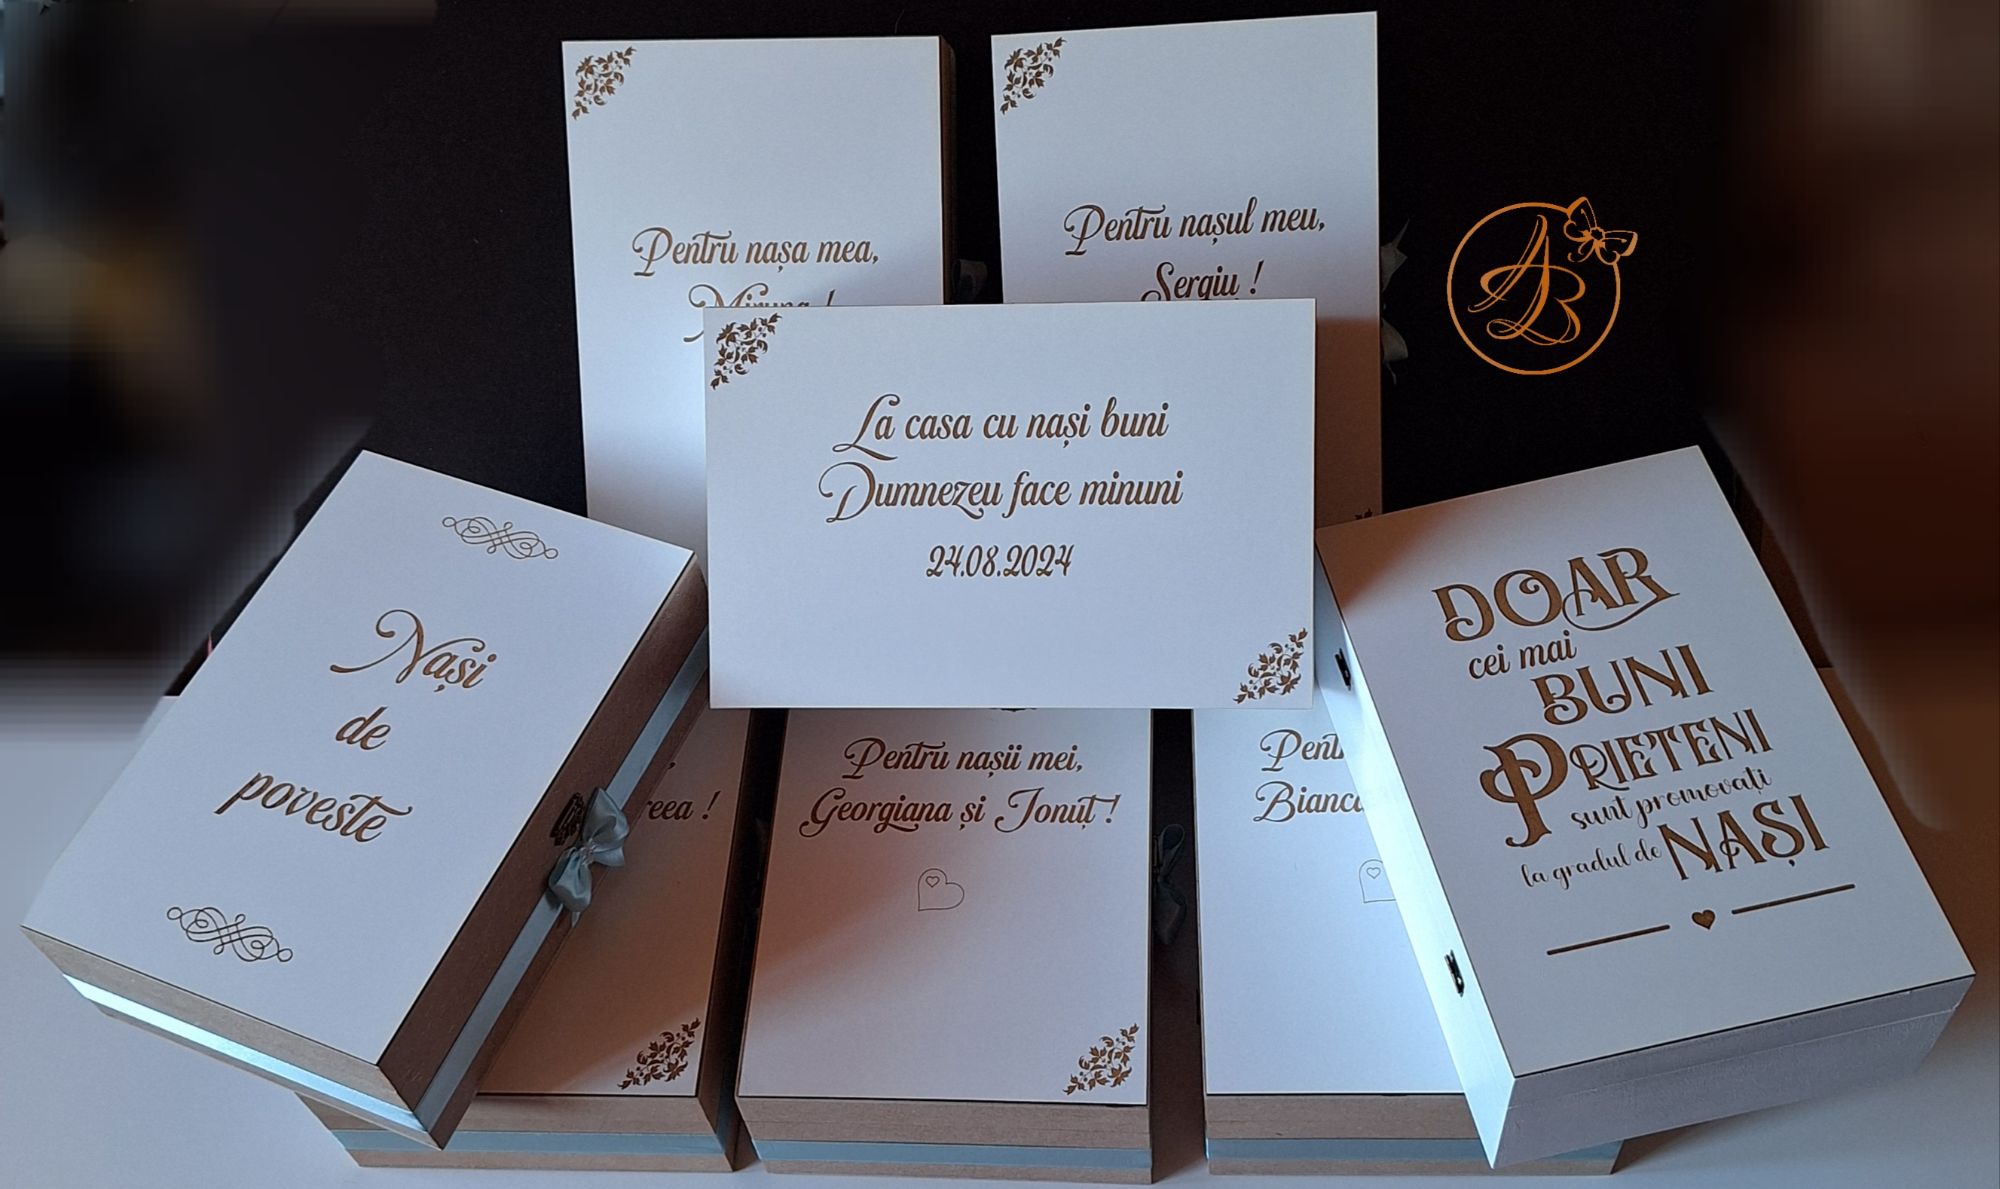 Pentru nașa mea,
Miruna !
Pentru nașul meu,
Sergiu !
AB
La casa cu nași buni
Dumnezeu face minuni
24.08.2024
Nași
de
poveste
Pentru nașii mei,
Georgiana și Ionuț !
DOAR
cei mai
BUNI
PRIETENI
sunt promovați
la gradul de NAȘI